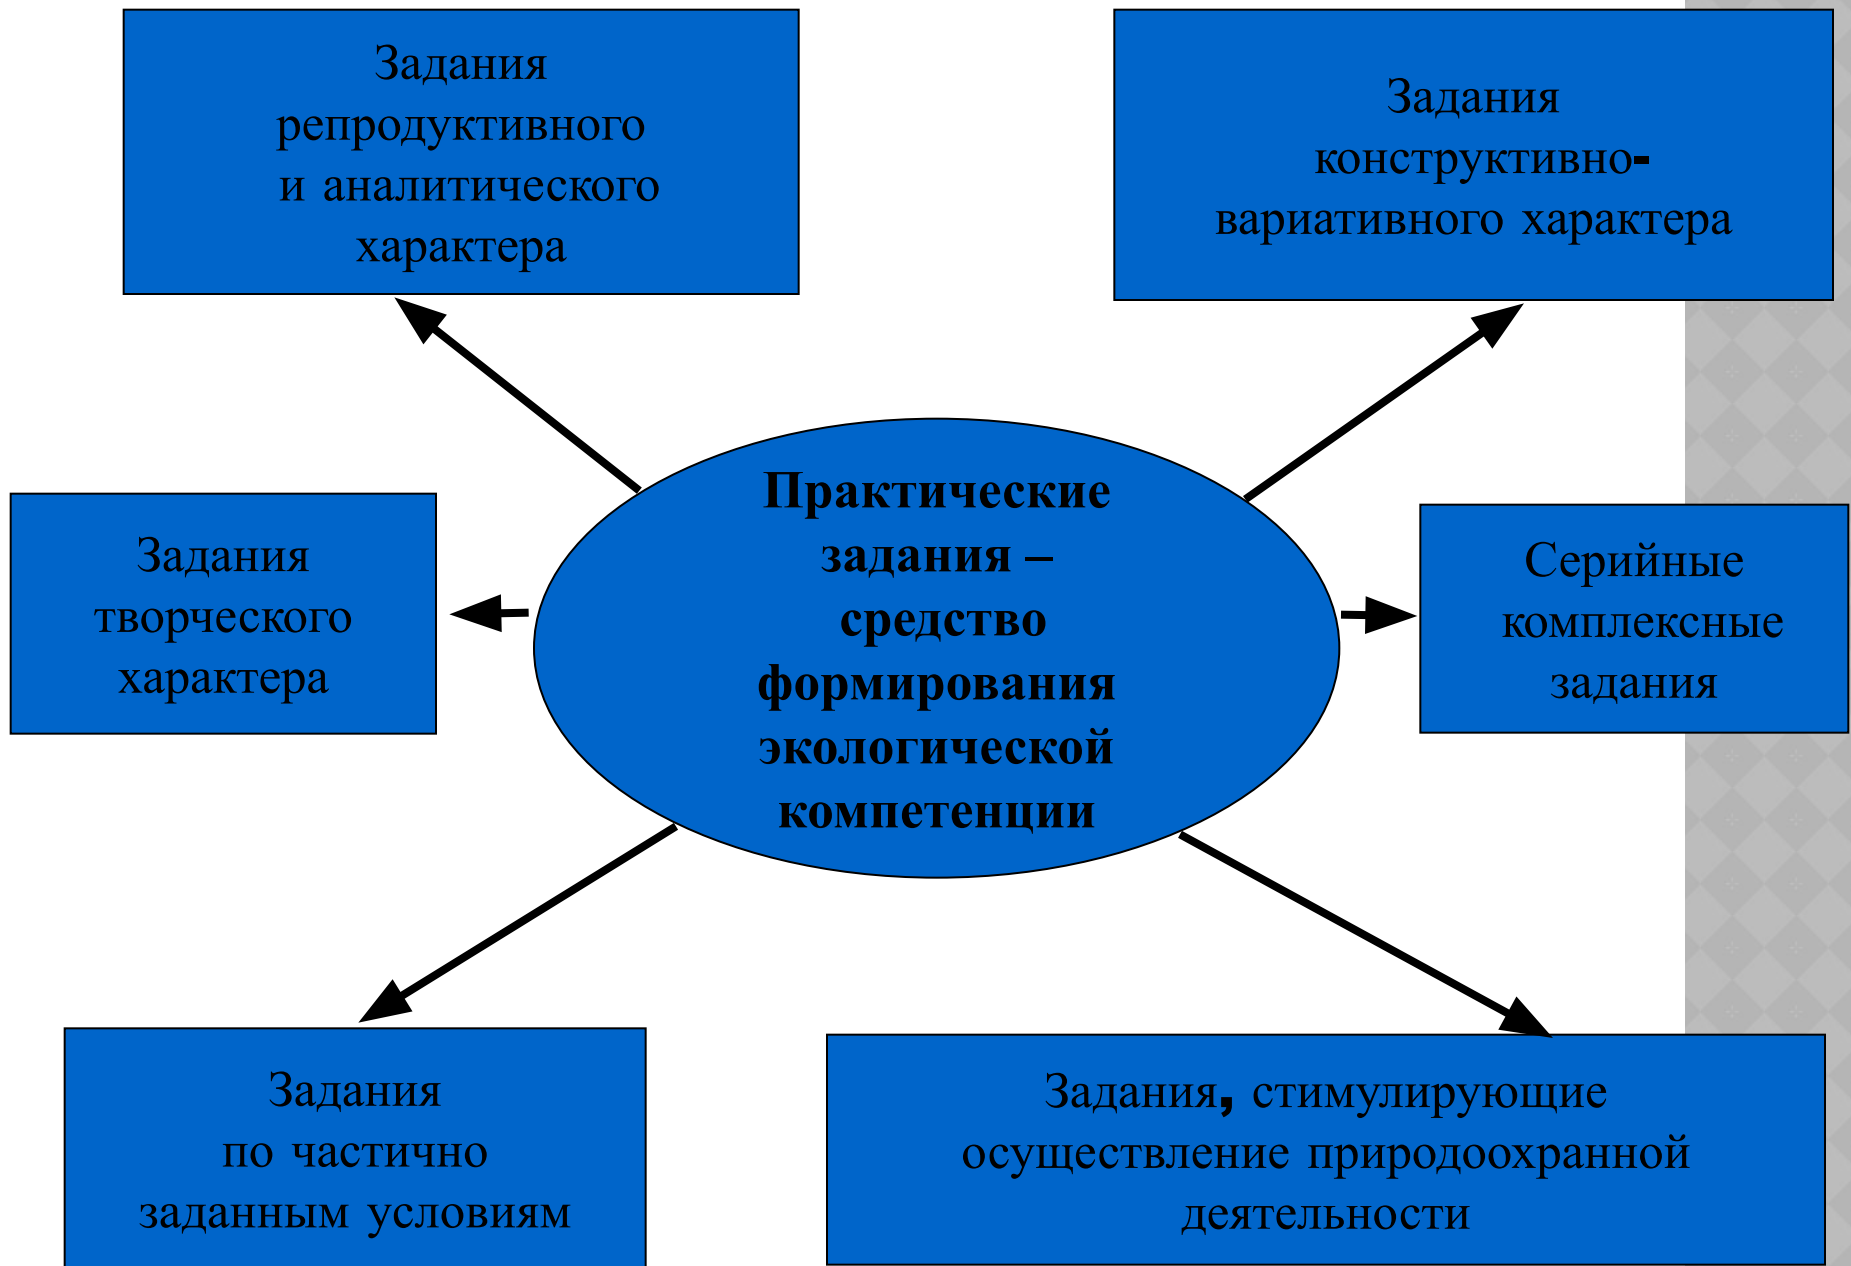 Задания
репродуктивного
и аналитического
характера
Задания
конструктивно-
вариативного характера
Задания
творческого
характера
Практические
задания –
средство
формирования
экологической
компетенции
Серийные
комплексные
задания
Задания
по частично
заданным условиям
Задания, стимулирующие
осуществление природоохранной
деятельности